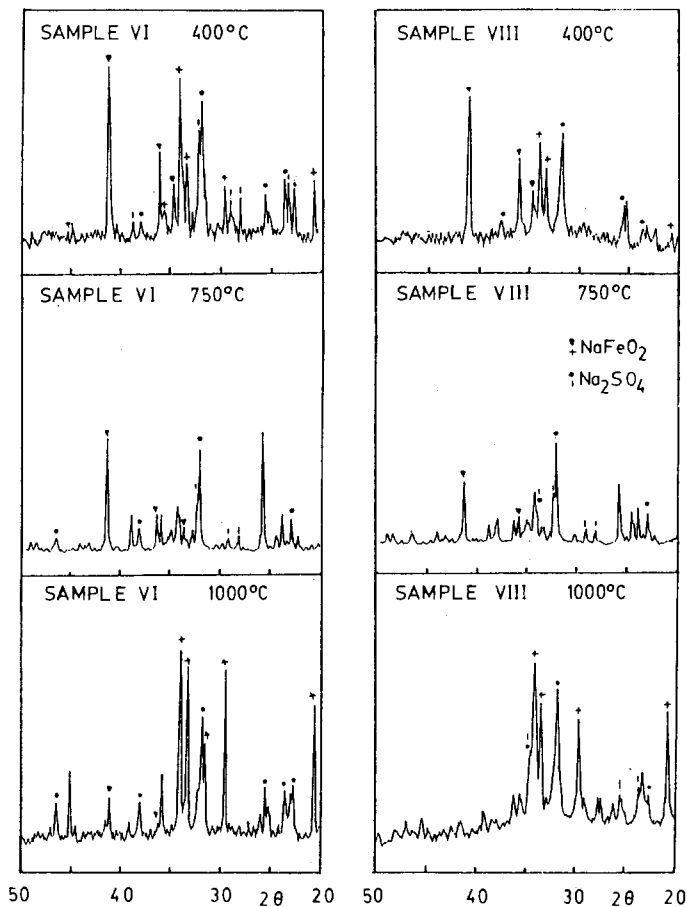 SAMPLE VI 400°C
SAMPLE VIII 400°C
SAMPLE VI 750°C
SAMPLE VIII 750°C
NaFeO2
Na2SO4
SAMPLE VI 1000°C
SAMPLE VIII 1000°C
50 40 30 2θ 20
50 40 30 2θ 20